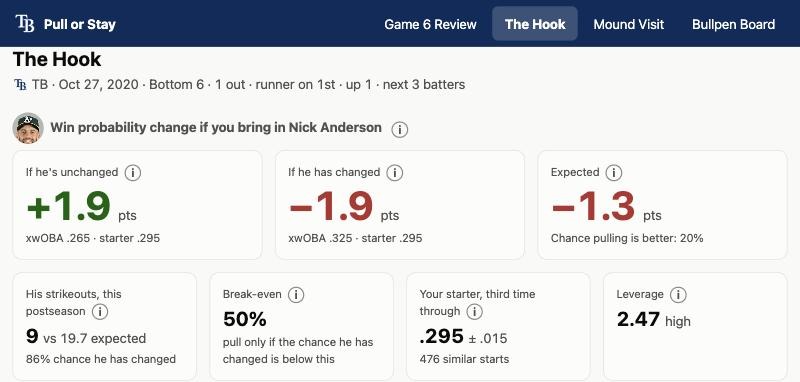 TB Pull or Stay Game 6 Review The Hook Mound Visit Bullpen Board
The Hook
TB TB · Oct 27, 2020 · Bottom 6 · 1 out · runner on 1st · up 1 · next 3 batters
Win probability change if you bring in Nick Anderson i
If he's unchanged i
+1.9 pts
xwOBA .265 · starter .295
If he has changed i
−1.9 pts
xwOBA .325 · starter .295
Expected i
−1.3 pts
Chance pulling is better: 20%
His strikeouts, this
postseason i
9 vs 19.7 expected
86% chance he has changed
Break-even i
50%
pull only if the chance he has
changed is below this
Your starter, third time
through i
.295 ± .015
476 similar starts
Leverage i
2.47 high